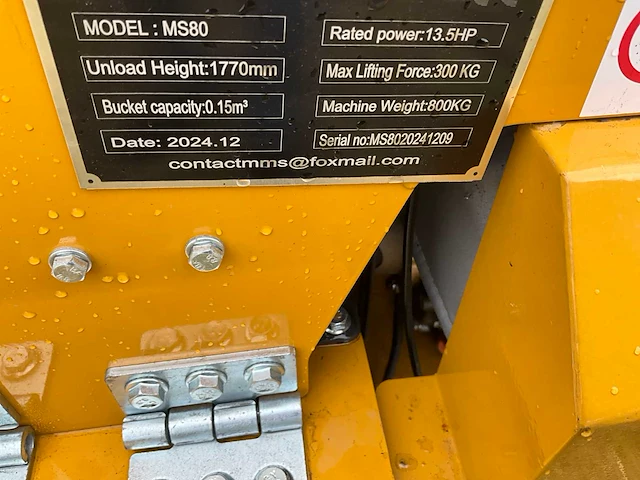 MODEL : MS80
Rated power:13.5HP
Unload Height:1770mm
Max Lifting Force:300 KG
Bucket capacity:0.15m³
Machine Weight:800KG
Date: 2024.12
Serial no:MS8020241209
contactmms@foxmail.com